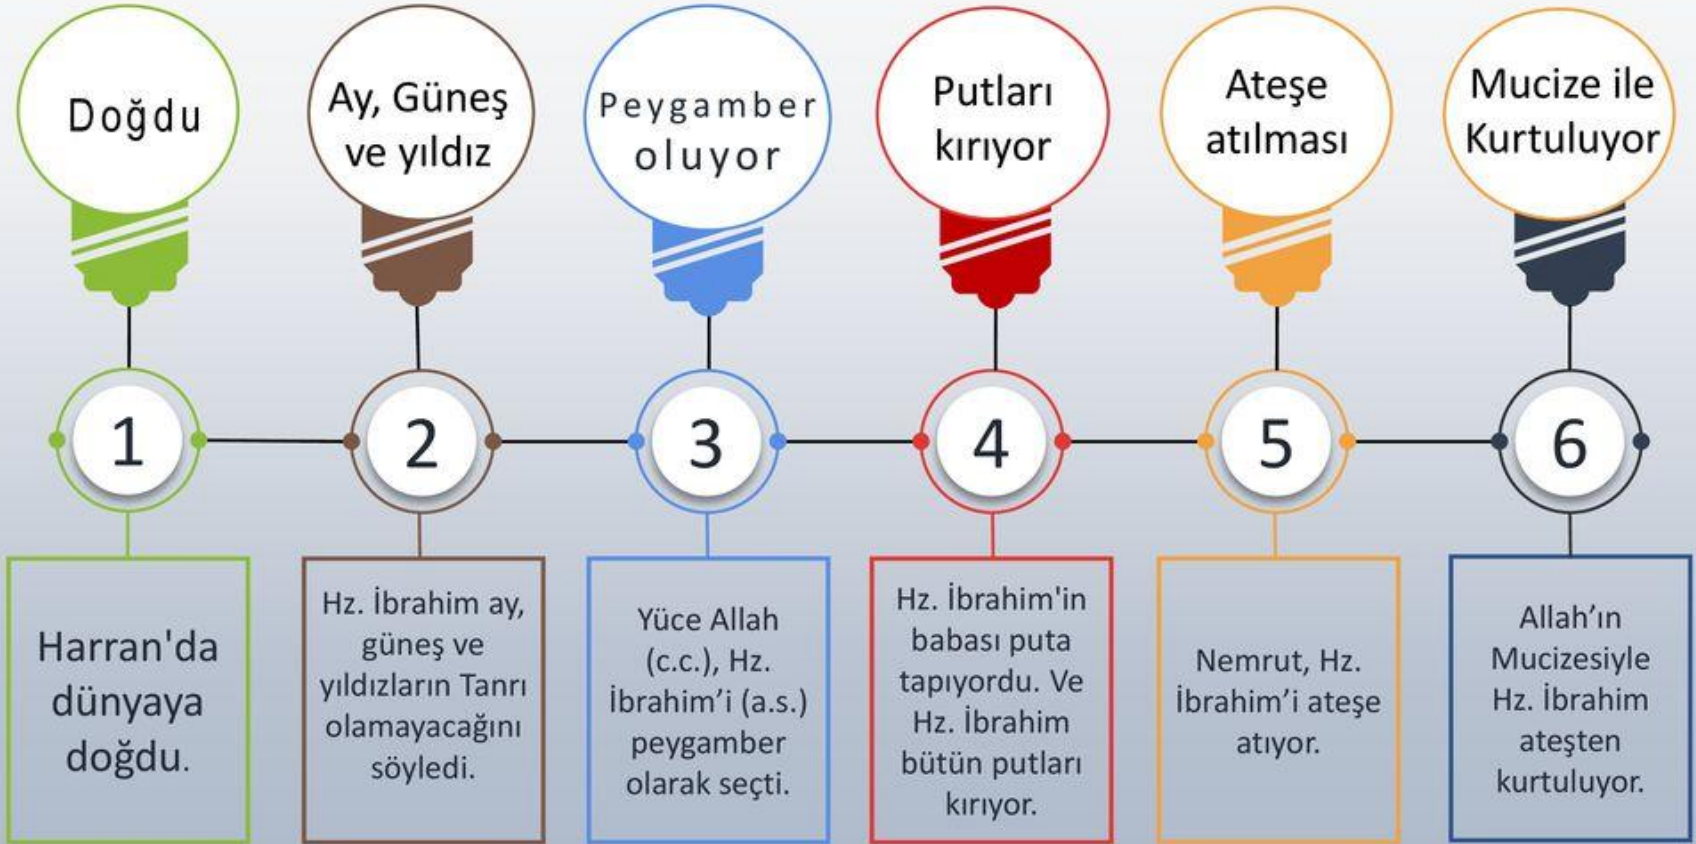 Doğdu
Ay, Güneş
ve yıldız
Peygamber
oluyor
Putları
kırıyor
Ateşe
atılması
Mucize ile
Kurtuluyor
1
2
3
4
5
6
Harran'da
dünyaya
doğdu.
Hz. İbrahim ay,
güneş ve
yıldızların Tanrı
olamayacağını
söyledi.
Yüce Allah
(c.c.), Hz.
İbrahim’i (a.s.)
peygamber
olarak seçti.
Hz. İbrahim'in
babası puta
tapıyordu. Ve
Hz. İbrahim
bütün putları
kırıyor.
Nemrut, Hz.
İbrahim’i ateşe
atıyor.
Allah’ın
Mucizesiyle
Hz. İbrahim
ateşten
kurtuluyor.